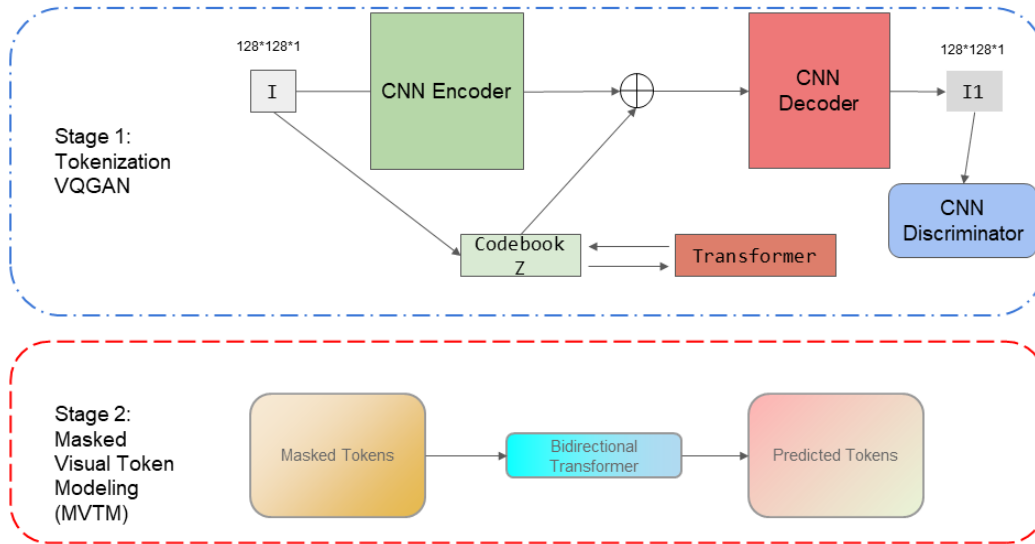 128*128*1
I
CNN Encoder
CNN
Decoder
128*128*1
I1
Stage 1:
Tokenization
VQGAN
CNN
Discriminator
Codebook
Z
Transformer
Stage 2:
Masked
Visual Token
Modeling
(MVTM)
Masked Tokens
Bidirectional
Transformer
Predicted Tokens